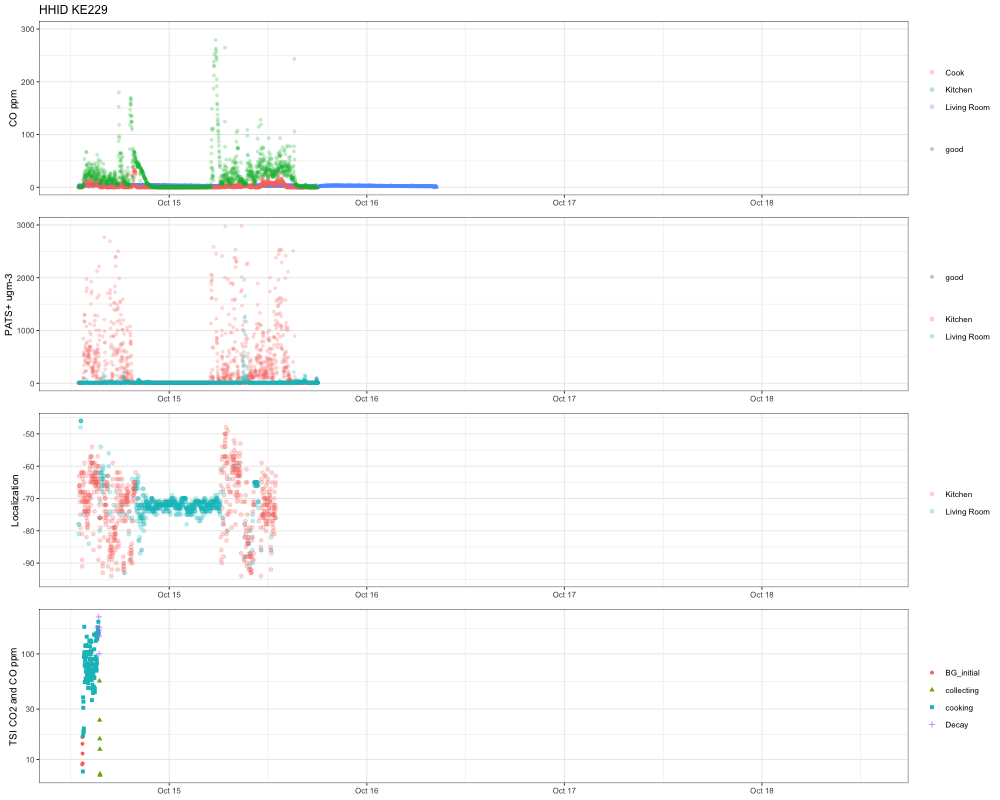 HHID KE229
CO ppm
300
200
100
0
Oct 15
Oct 16
Oct 17
Oct 18
Cook
Kitchen
Living Room
good
PATS+ ugm-3
3000
2000
1000
0
Oct 15
Oct 16
Oct 17
Oct 18
good
Kitchen
Living Room
Localization
-50
-60
-70
-80
-90
Oct 15
Oct 16
Oct 17
Oct 18
Kitchen
Living Room
TSI CO2 and CO ppm
100
30
10
Oct 15
Oct 16
Oct 17
Oct 18
BG_initial
collecting
cooking
Decay